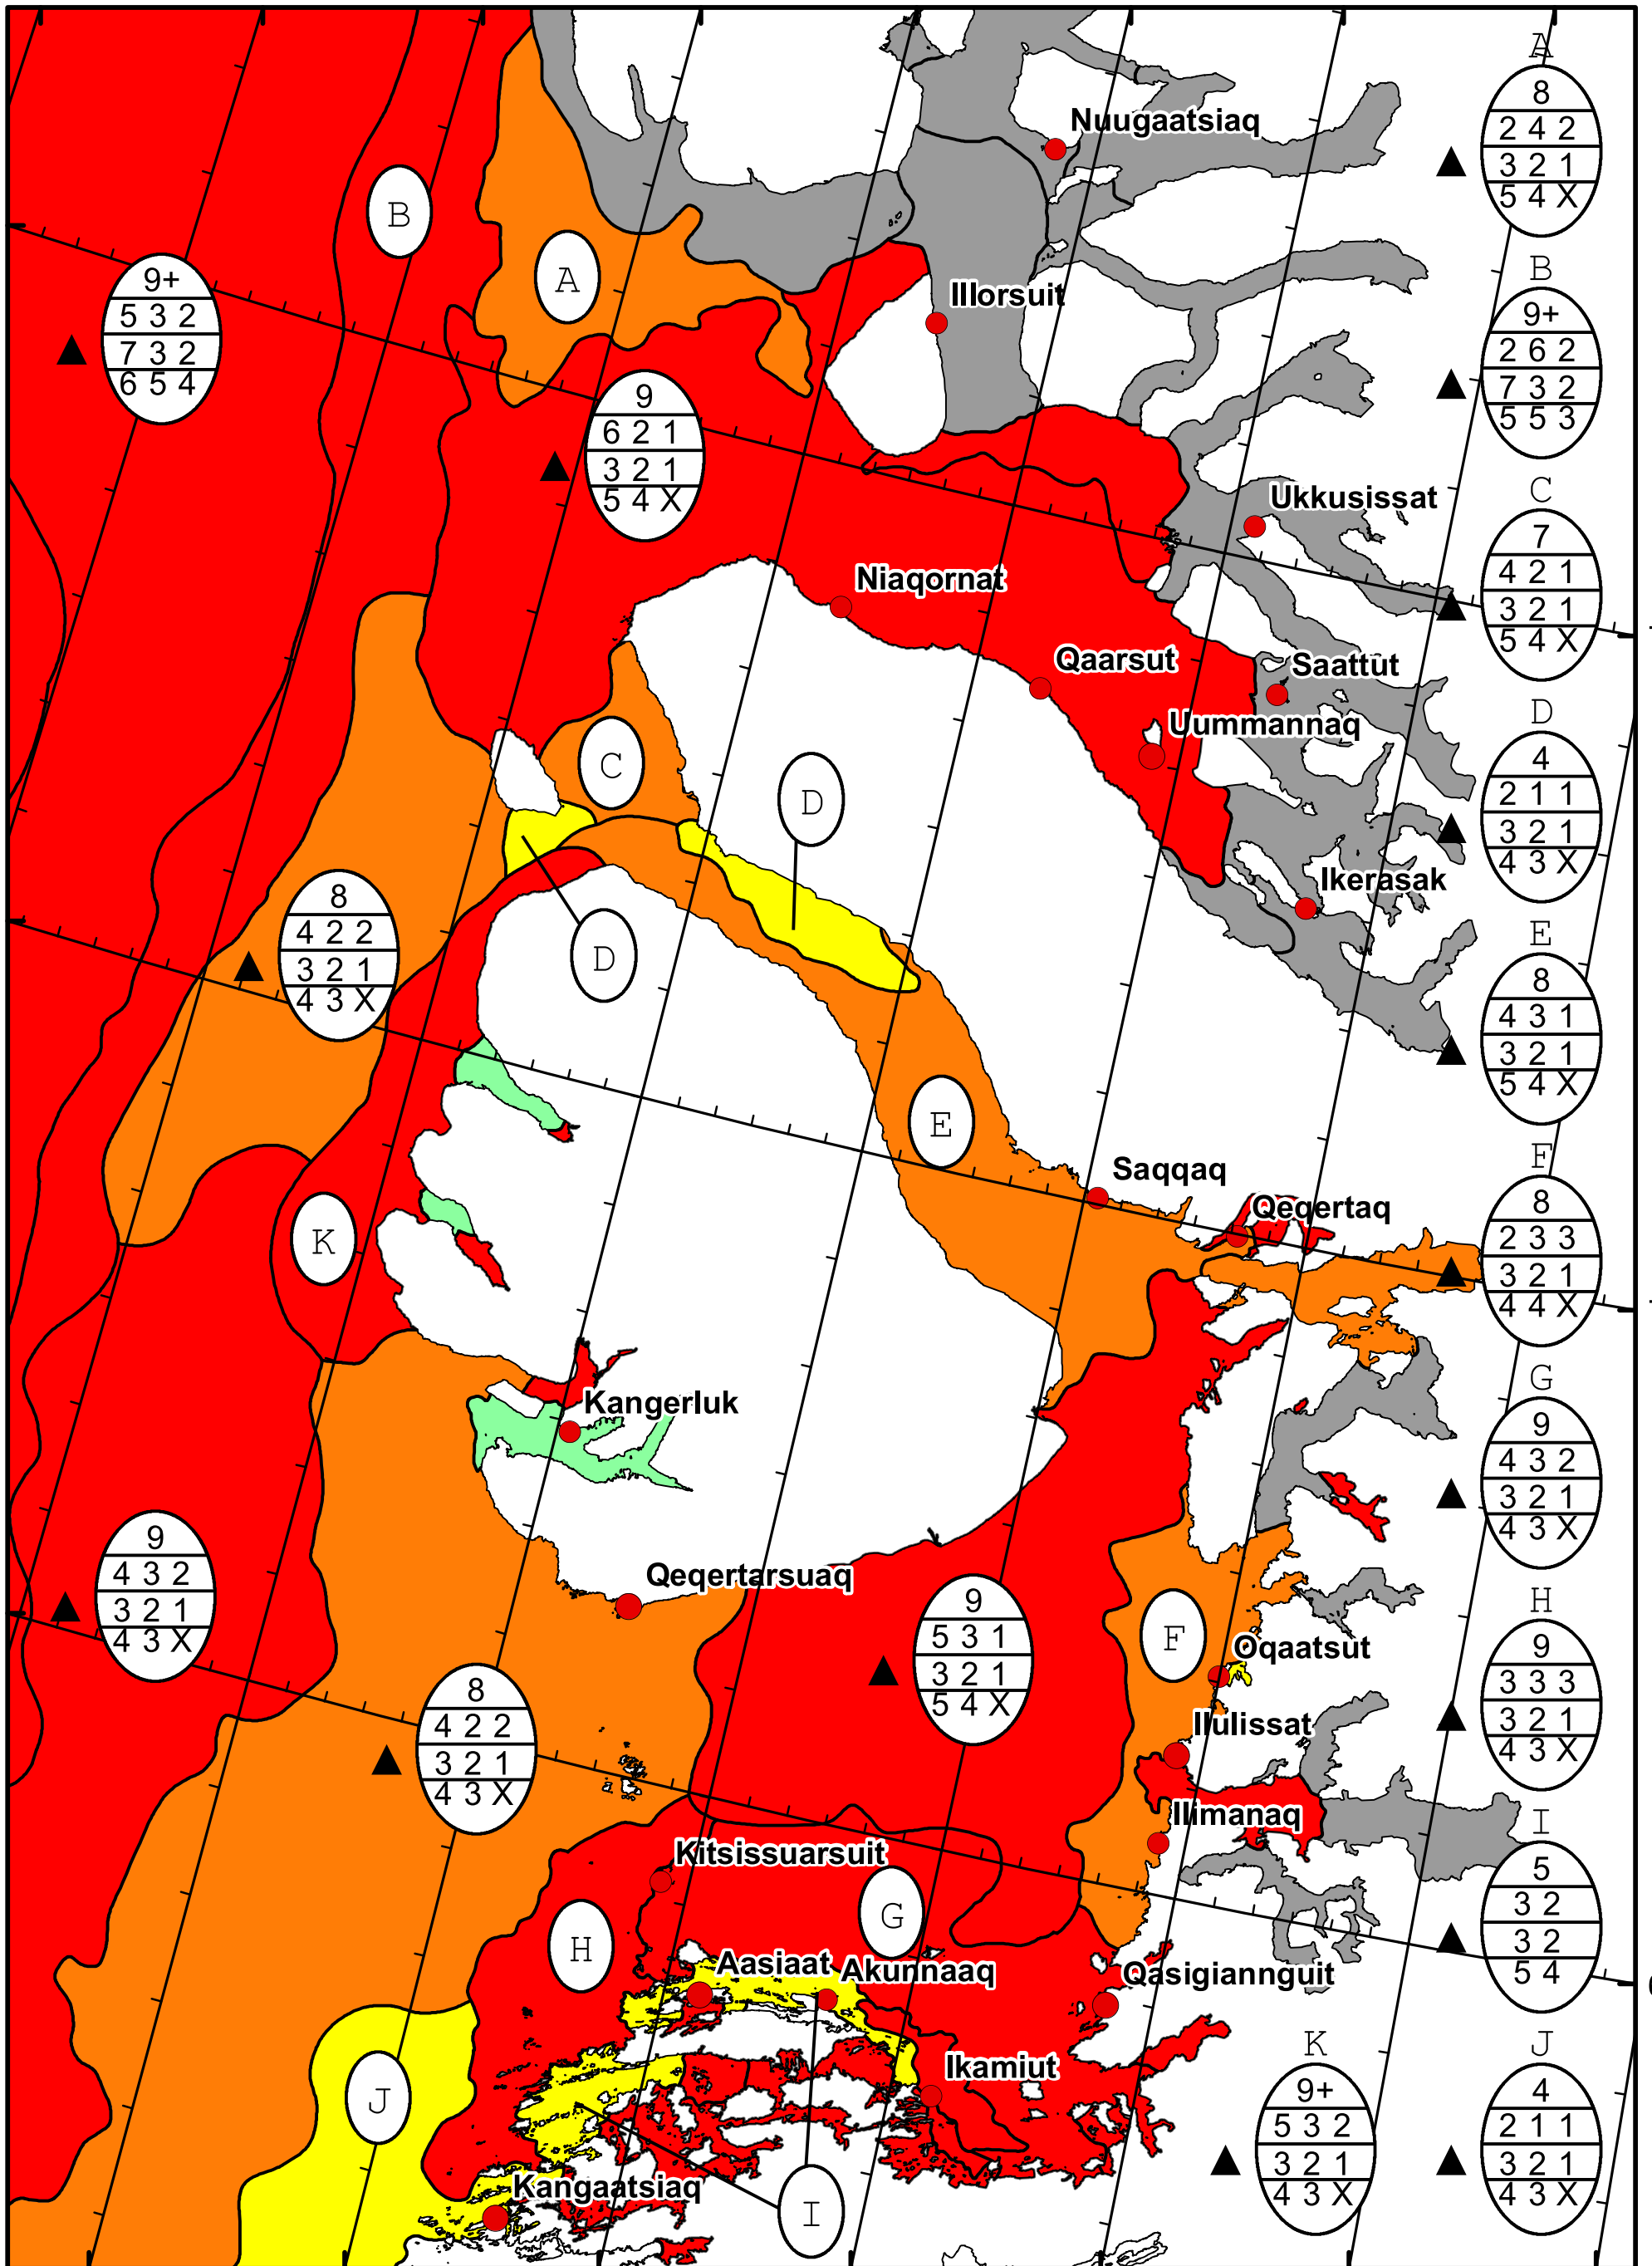 A
8
2 4 2
3 2 1
5 4 X
Nuugaatsiaq
B
A
9+
5 3 2
7 3 2
6 5 4
B
9+
2 6 2
7 3 2
5 5 3
Illorsuit
9
6 2 1
3 2 1
5 4 X
C
7
4 2 1
3 2 1
5 4 X
Ukkusissat
Niaqornat
Qaarsut
Saattut
Uummannaq
C
D
D
4
2 1 1
3 2 1
4 3 X
8
4 2 2
3 2 1
4 3 X
Ikerasak
D
E
8
4 3 1
3 2 1
5 4 X
E
Saqqaq
Qeqertaq
K
F
8
2 3 3
3 2 1
4 4 X
Kangerluk
G
9
4 3 2
3 2 1
4 3 X
9
4 3 2
3 2 1
4 3 X
Qeqertarsuaq
9
5 3 1
3 2 1
5 4 X
F
Oqaatsut
H
9
3 3 3
3 2 1
4 3 X
8
4 2 2
3 2 1
4 3 X
Ilulissat
Ilimanaq
Kitsissuarsuit
G
H
I
5
3 2
3 2
5 4
Aasiaat
Akunnaaq
Qasigiannguit
Ikamiut
J
K
9+
5 3 2
3 2 1
4 3 X
J
4
2 1 1
3 2 1
4 3 X
Kangaatsiaq
I